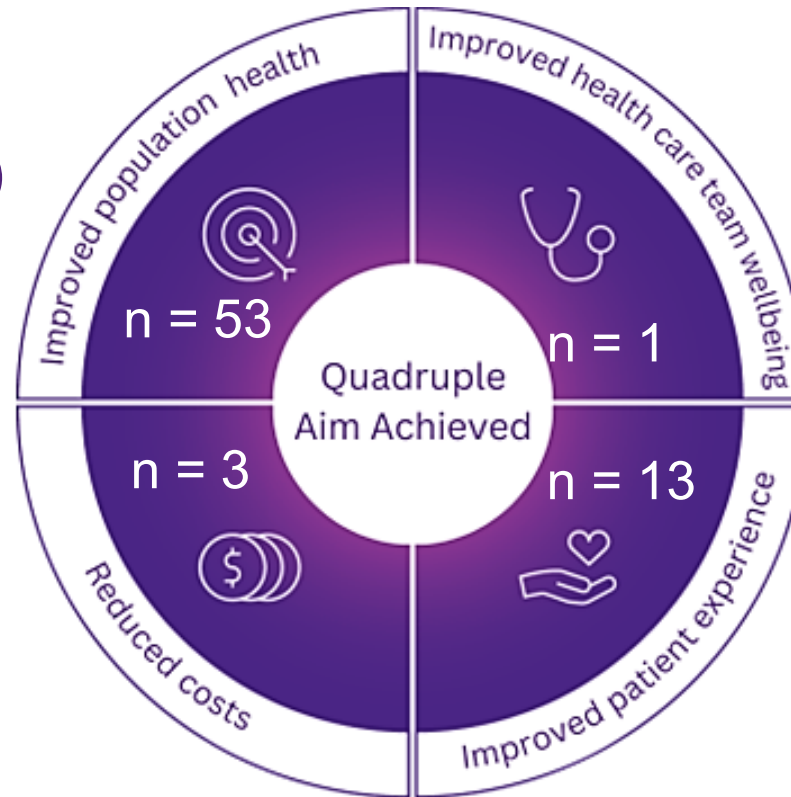 Improved population health
Improved health care team wellbeing
n = 53
n = 1
Quadruple
Aim Achieved
n = 3
n = 13
$
Reduced costs
Improved patient experience